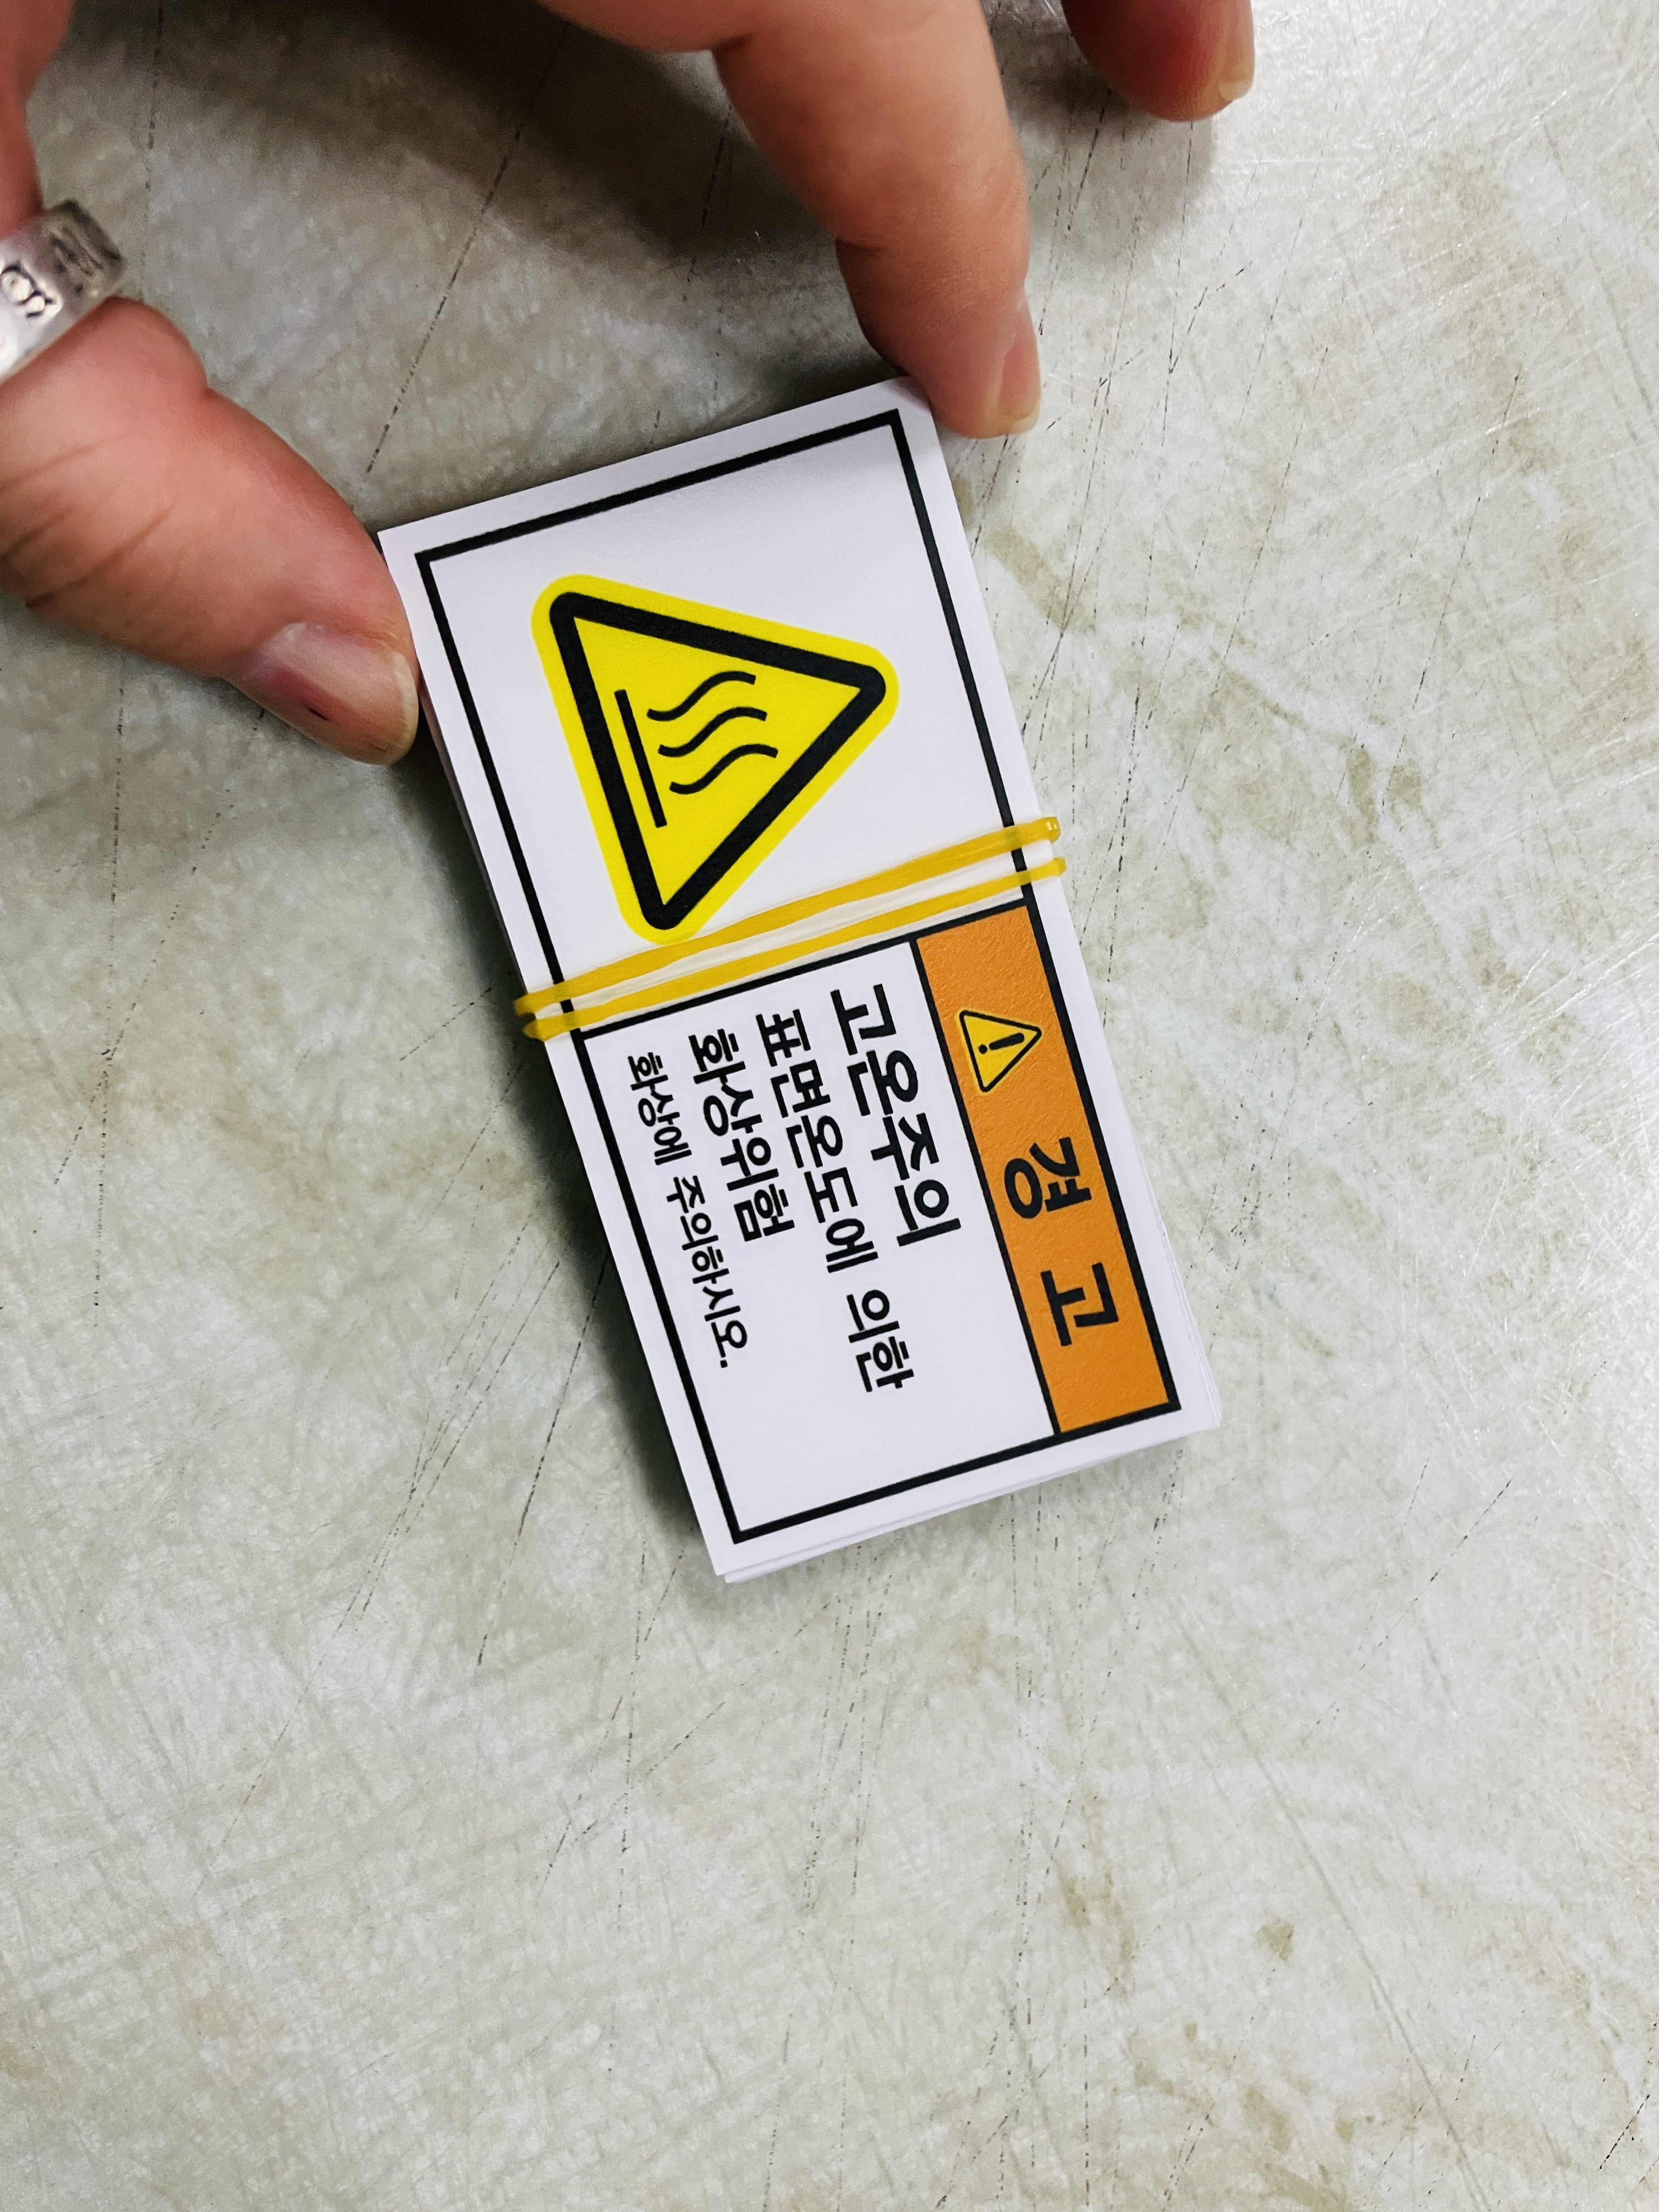 경 고
고온주의
표면온도에 의한
화상위험
화상에 주의하시오.